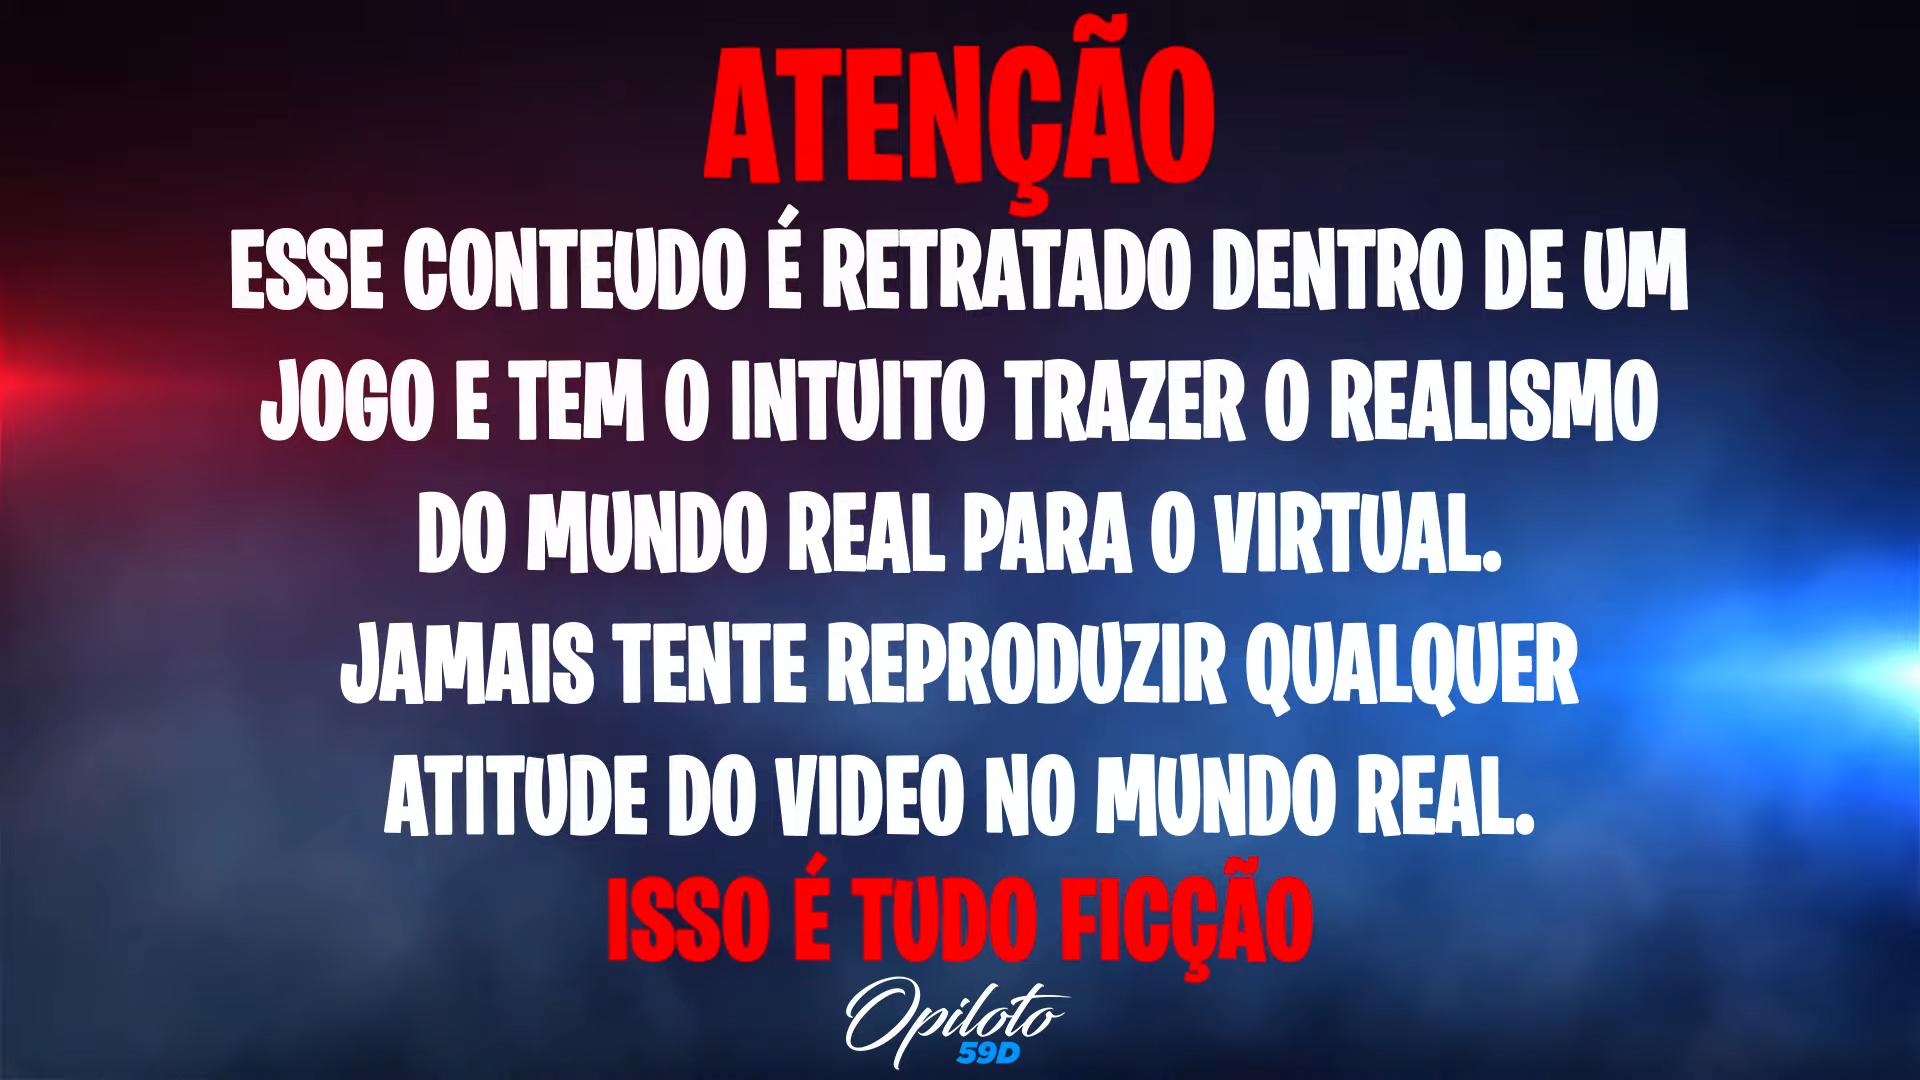 ATENÇÃO
ESSE CONTEUDO É RETRATADO DENTRO DE UM
JOGO E TEM O INTUITO TRAZER O REALISMO
DO MUNDO REAL PARA O VIRTUAL.
JAMAIS TENTE REPRODUZIR QUALQUER
ATITUDE DO VIDEO NO MUNDO REAL.
ISSO É TUDO FICÇÃO
Opiloto
59D